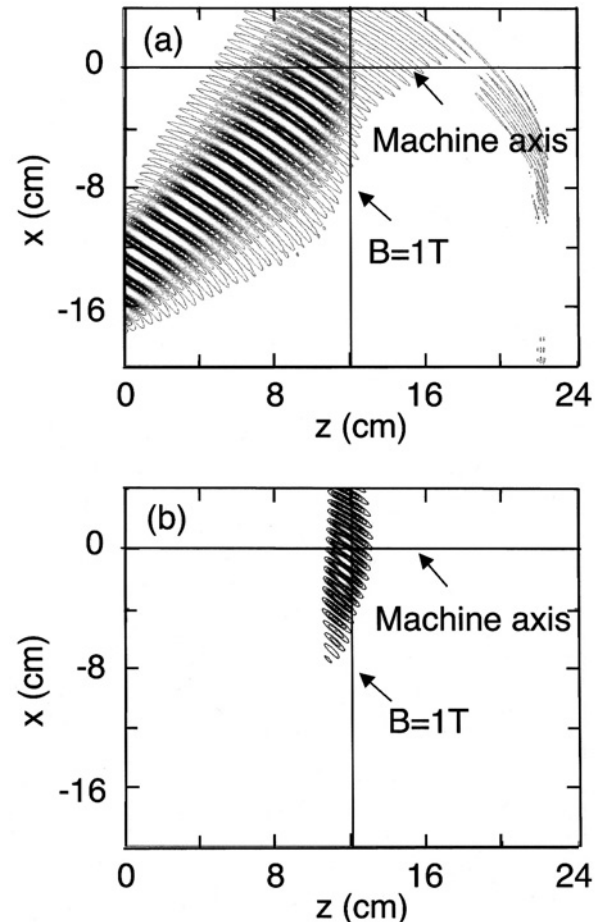 (a)
0
Machine axis
-8
B=1T
-16
x (cm)
0 8 16 24
z (cm)
(b)
0
Machine axis
-8
B=1T
-16
x (cm)
0 8 16 24
z (cm)